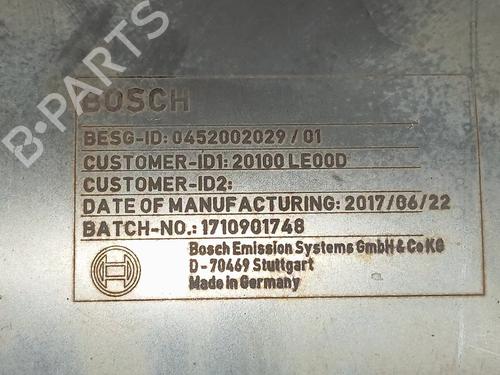 B-PARTS
BOSCH
BESG-ID: 0452002029 / 01
CUSTOMER-ID1: 20100 LE00D
CUSTOMER-ID2:
DATE OF MANUFACTURING: 2017/06/22
BATCH-NO.: 1710901748
Bosch Emission Systems GmbH & Co KG
D-70469 Stuttgart
Made in Germany